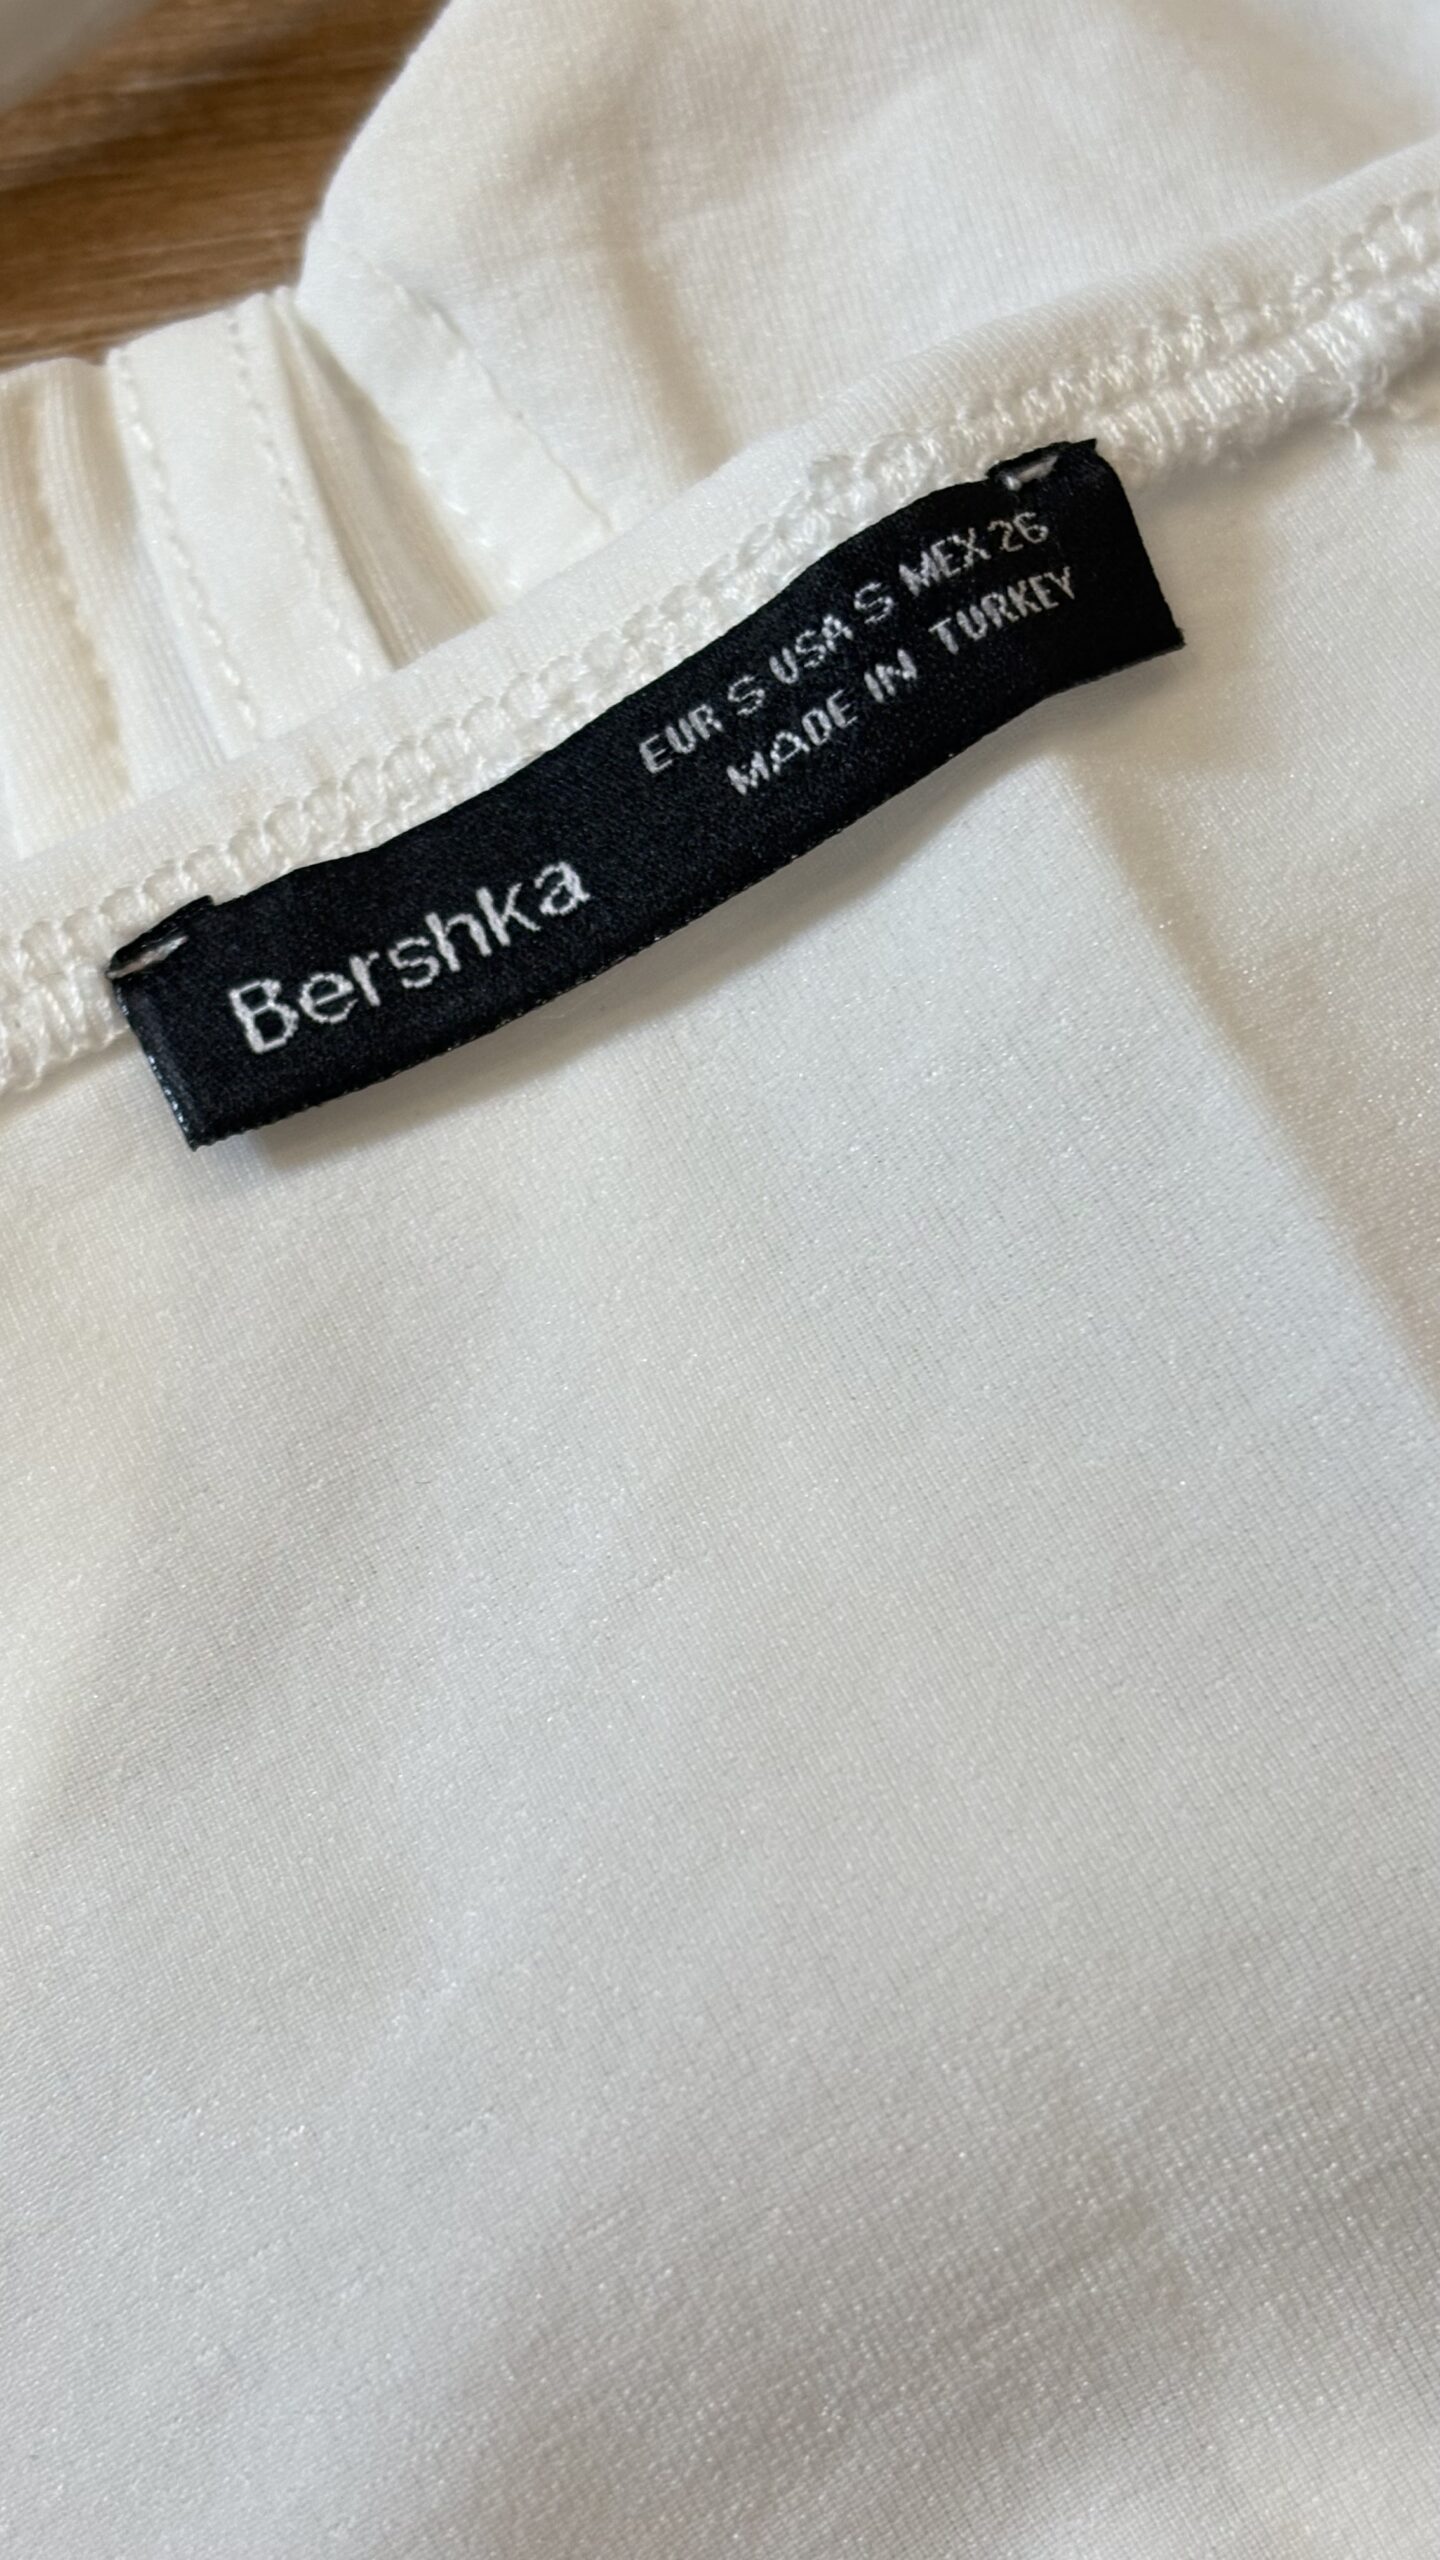 Bershka
EUR S USA S MEX 26
MADE IN TURKEY